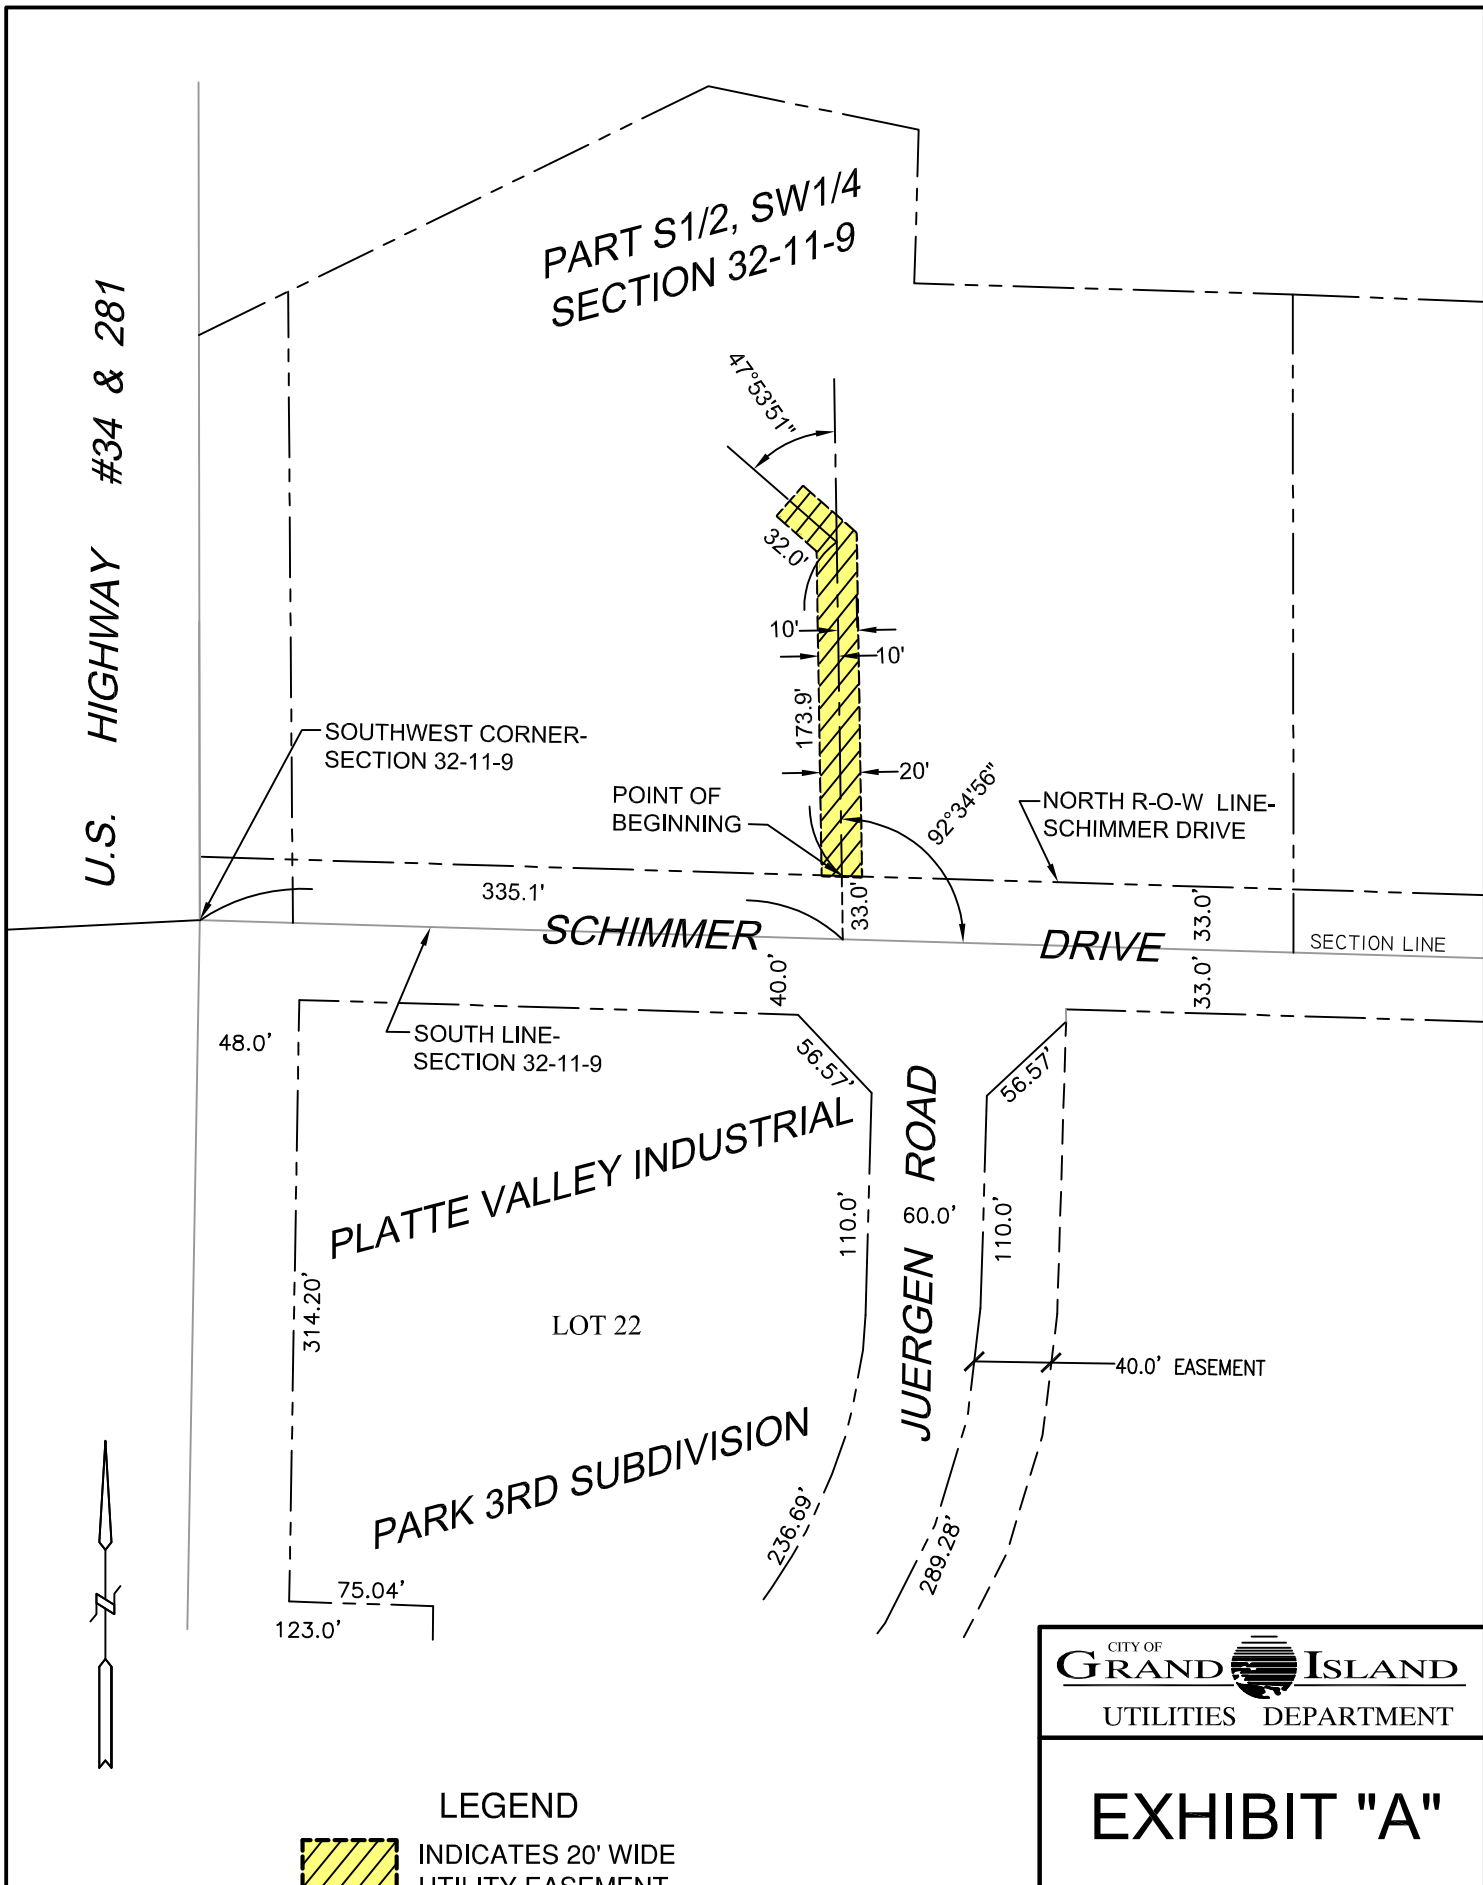 PART S1/2, SW1/4
SECTION 32-11-9
U.S. HIGHWAY #34 & 281
47°53'51"
32.0'
10'
10'
173.9'
20'
SOUTHWEST CORNER-
SECTION 32-11-9
POINT OF
BEGINNING
92°34'56"
NORTH R-O-W LINE-
SCHIMMER DRIVE
335.1'
33.0'
SCHIMMER DRIVE
33.0'
33.0'
SECTION LINE
40.0'
48.0'
SOUTH LINE-
SECTION 32-11-9
56.57'
56.57'
PLATTE VALLEY INDUSTRIAL
JUERGEN ROAD
110.0'
60.0'
110.0'
314.20'
LOT 22
40.0' EASEMENT
PARK 3RD SUBDIVISION
236.69'
289.28'
75.04'
123.0'
CITY OF
GRAND ISLAND
UTILITIES DEPARTMENT
EXHIBIT "A"
LEGEND
INDICATES 20' WIDE
UTILITY EASEMENT